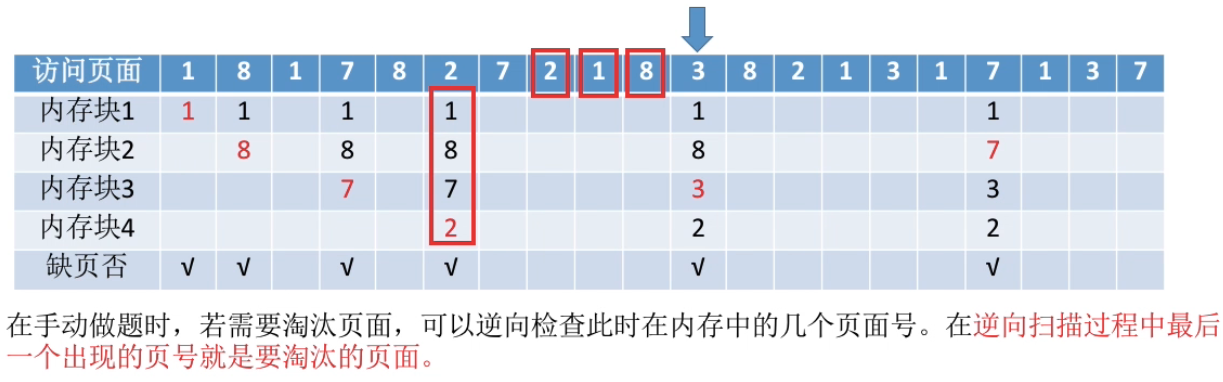 访问页面 1 8 1 7 8 2 7 2 1 8 3 8 2 1 3 1 7 1 3 7
内存块1 1 1 1 1 1 1
内存块2 8 8 8 8 7
内存块3 7 7 3 3
内存块4 2 2 2
缺页否 √ √ √ √ √ √
在手动做题时，若需要淘汰页面，可以逆向检查此时在内存中的几个页面号。在逆向扫描过程中最后
一个出现的页号就是要淘汰的页面。